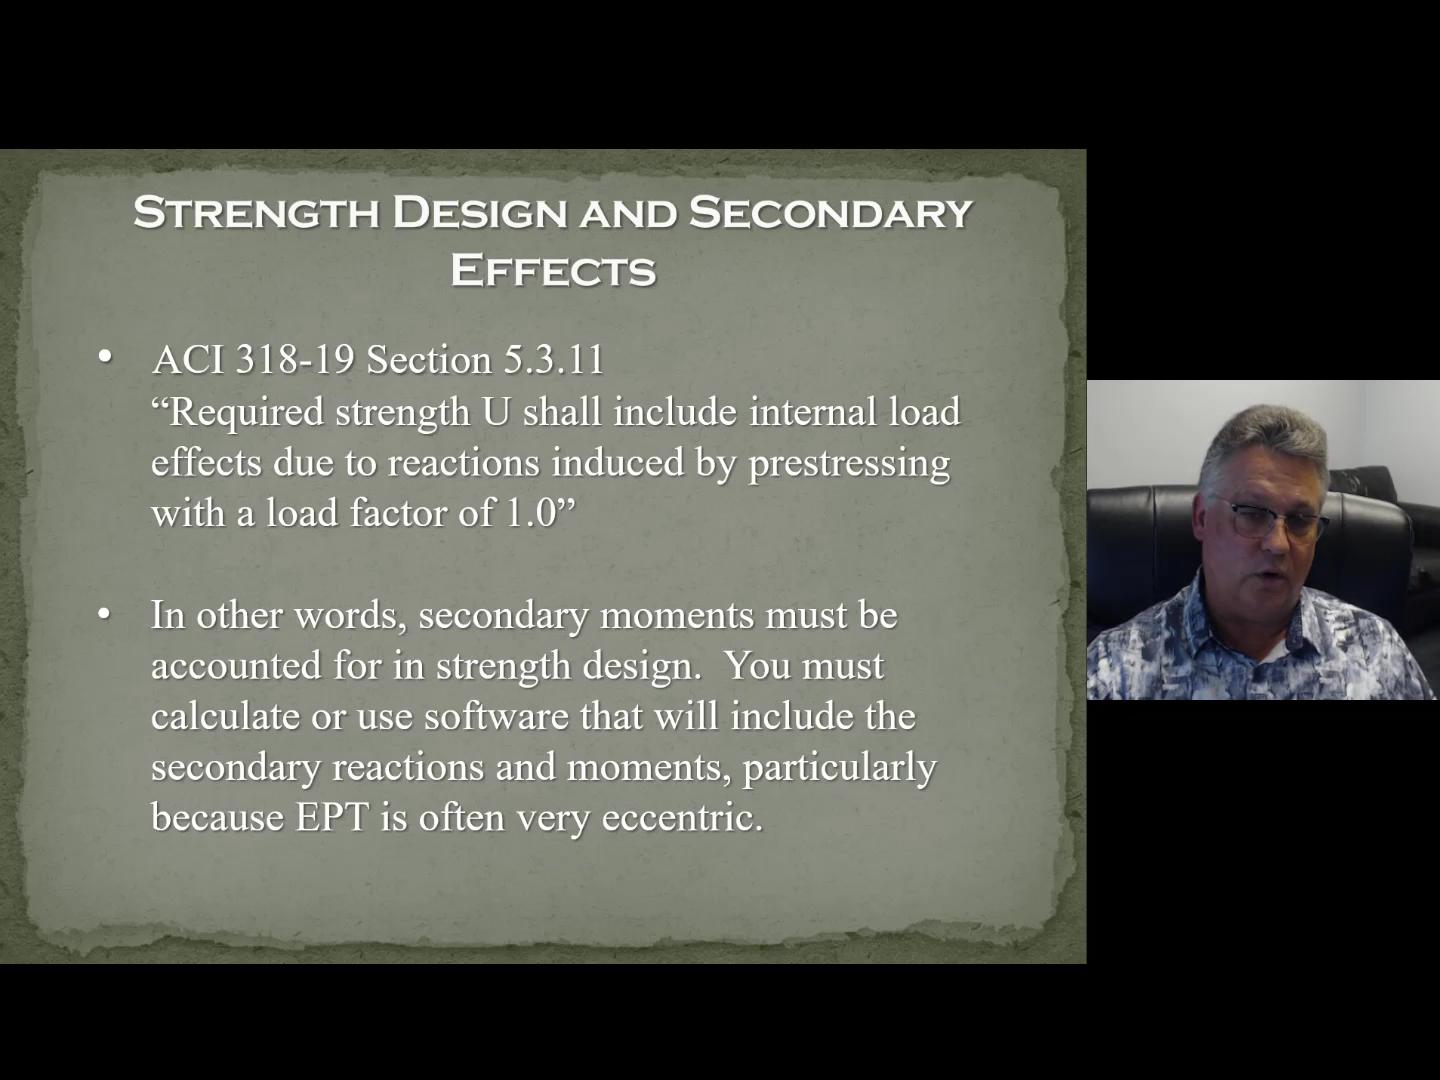 STRENGTH DESIGN AND SECONDARY
EFFECTS
• ACI 318-19 Section 5.3.11
“Required strength U shall include internal load
effects due to reactions induced by prestressing
with a load factor of 1.0”
• In other words, secondary moments must be
accounted for in strength design. You must
calculate or use software that will include the
secondary reactions and moments, particularly
because EPT is often very eccentric.